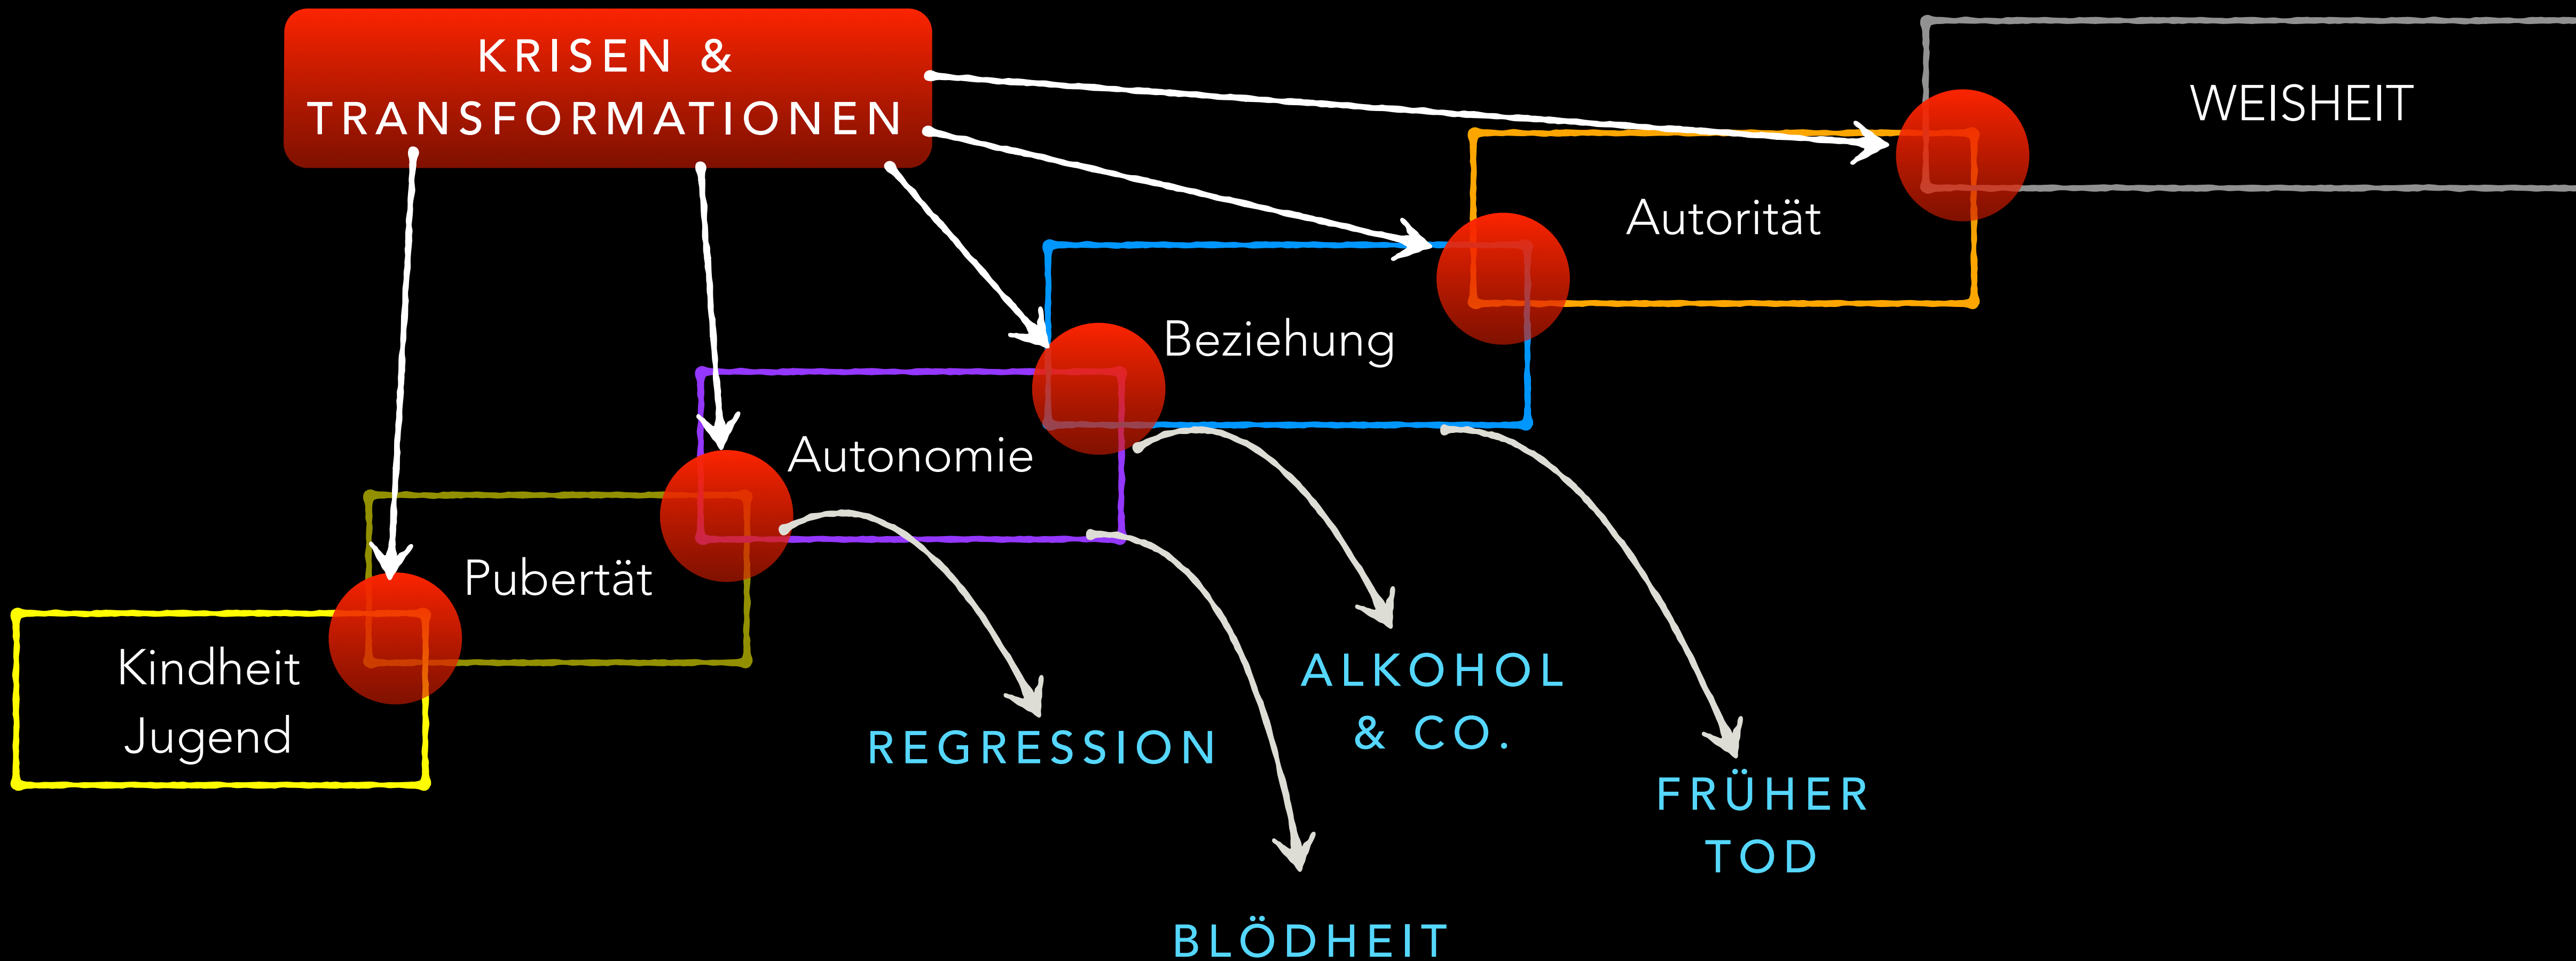 KRISEN &
TRANSFORMATIONEN
WEISHEIT
Autorität
Beziehung
Autonomie
Pubertät
Kindheit
Jugend
REGRESSION
ALKOHOL
& CO.
FRÜHER
TOD
BLÖDHEIT